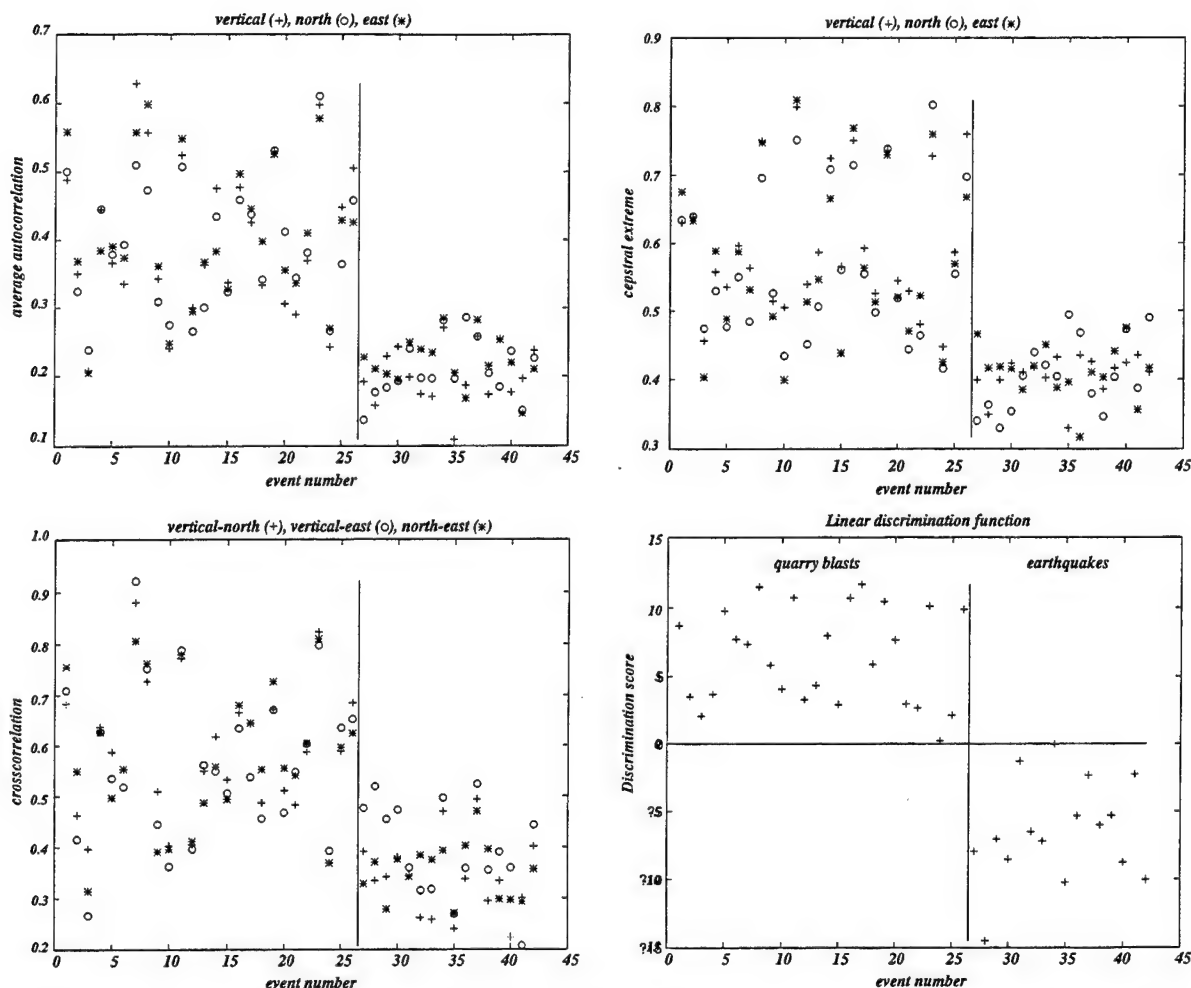 vertical (+), north (o), east (*)
0.7
0.6
0.5
0.4
0.3
0.2
0.1
average autocorrelation
0 5 10 15 20 25 30 35 40 45
event number
vertical (+), north (o), east (*)
0.9
0.8
0.7
0.6
0.5
0.4
0.3
cepstral extreme
0 5 10 15 20 25 30 35 40 45
event number
vertical-north (+), vertical-east (o), north-east (*)
1.0
0.9
0.8
0.7
0.6
0.5
0.4
0.3
0.2
crosscorrelation
0 5 10 15 20 25 30 35 40 45
event number
Linear discrimination function
quarry blasts
earthquakes
15
10
5
0
?25
?10
Discrimination score
0 5 10 15 20 25 30 35 40 45
event number